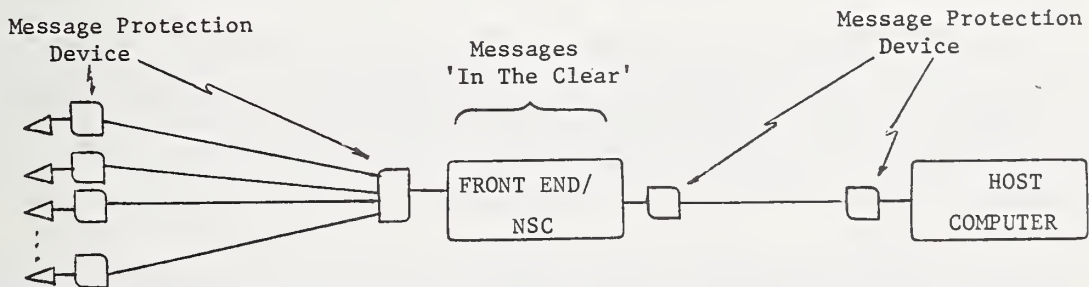 Message Protection
Device
Messages
'In The Clear'
Message Protection
Device
FRONT END/
NSC
HOST
COMPUTER